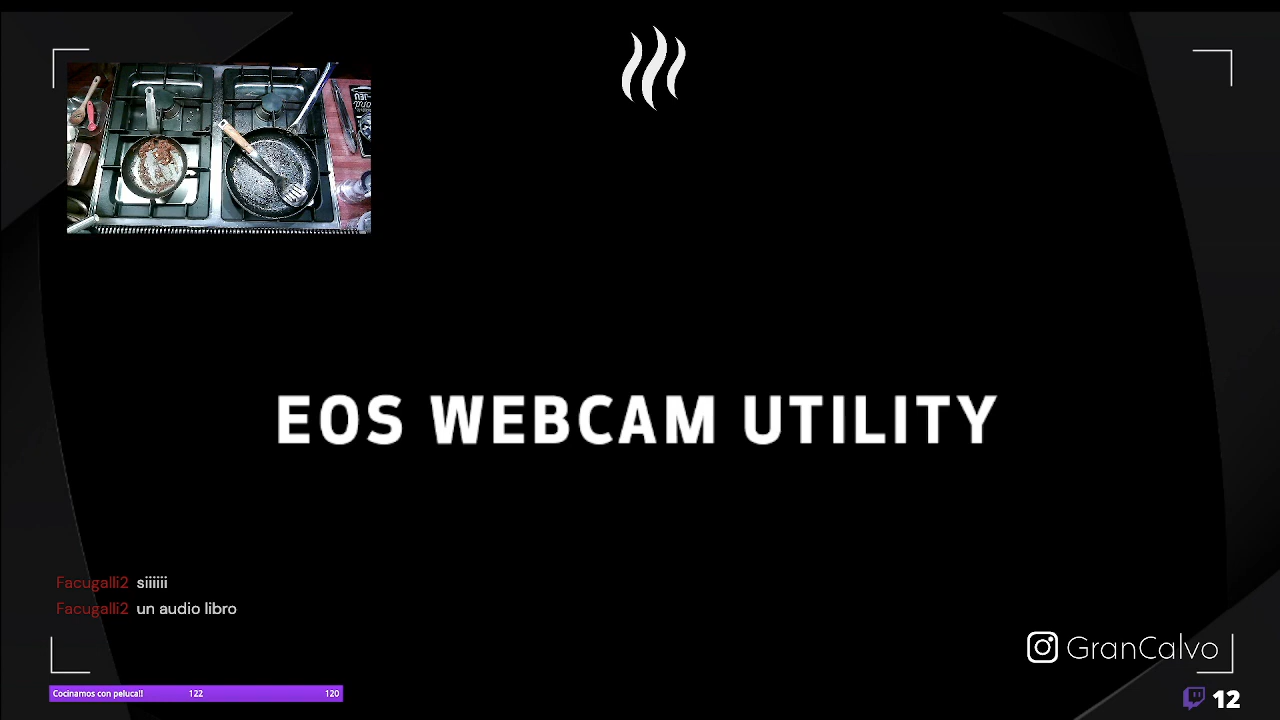 EOS WEBCAM UTILITY
Facugalli2 siiiiii
Facugalli2 un audio libro
GranCalvo
Cocinamos con peluca!! 122 120
12